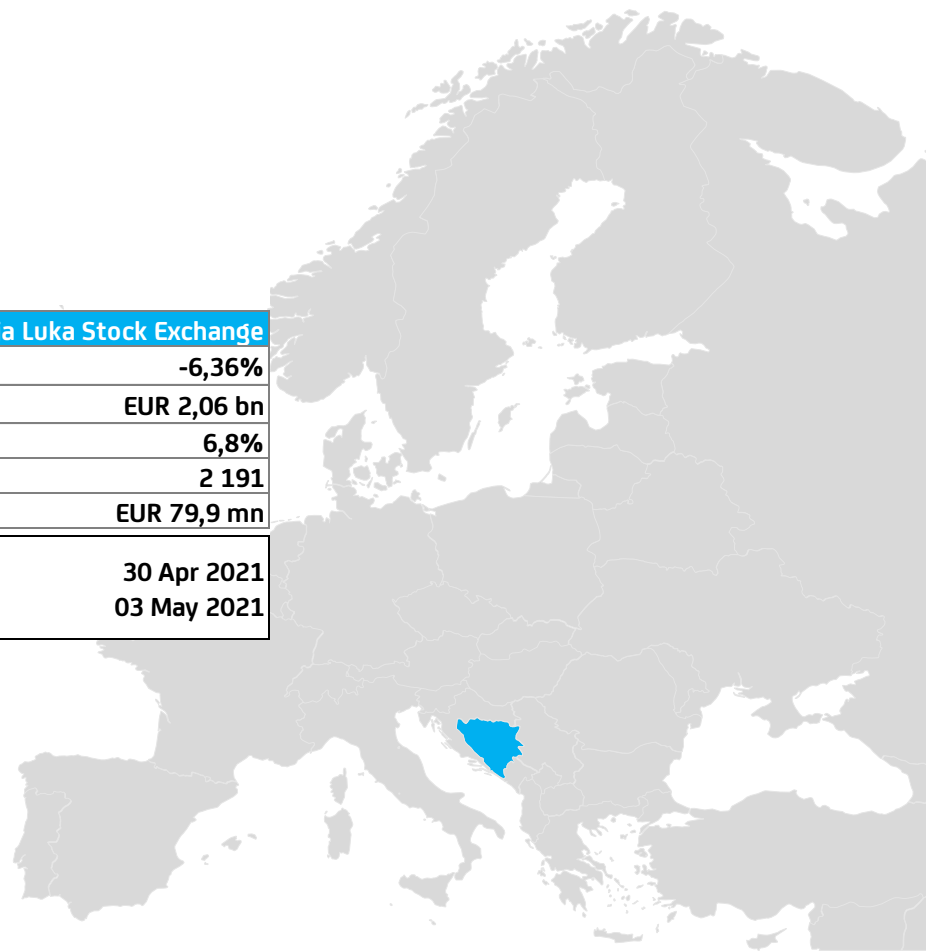 a Luka Stock Exchange
-6,36%
EUR 2,06 bn
6,8%
2 191
EUR 79,9 mn
30 Apr 2021
03 May 2021